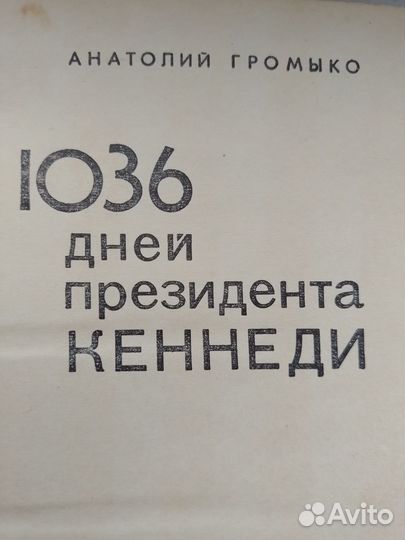 АНАТОЛИЙ ГРОМЫКО
1036
дней
президента
КЕННЕДИ
Avito